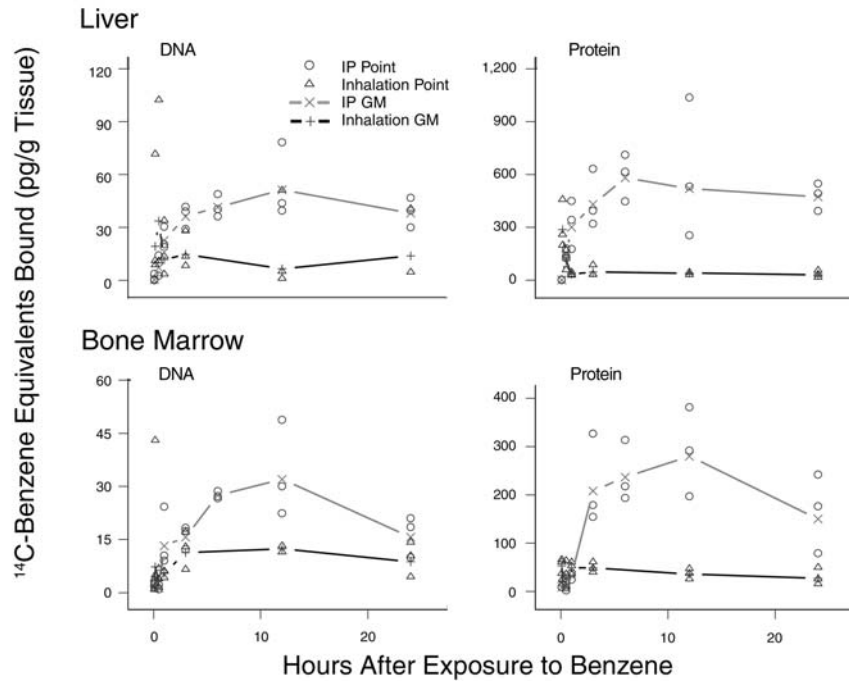 Liver
DNA
Protein
120
90
60
30
0
IP Point
Inhalation Point
IP GM
Inhalation GM
1,200
900
600
300
0
Bone Marrow
DNA
Protein
60
45
30
15
0
400
300
200
100
0
0
10
20
0
10
20
Hours After Exposure to Benzene
¹⁴C-Benzene Equivalents Bound (pg/g Tissue)